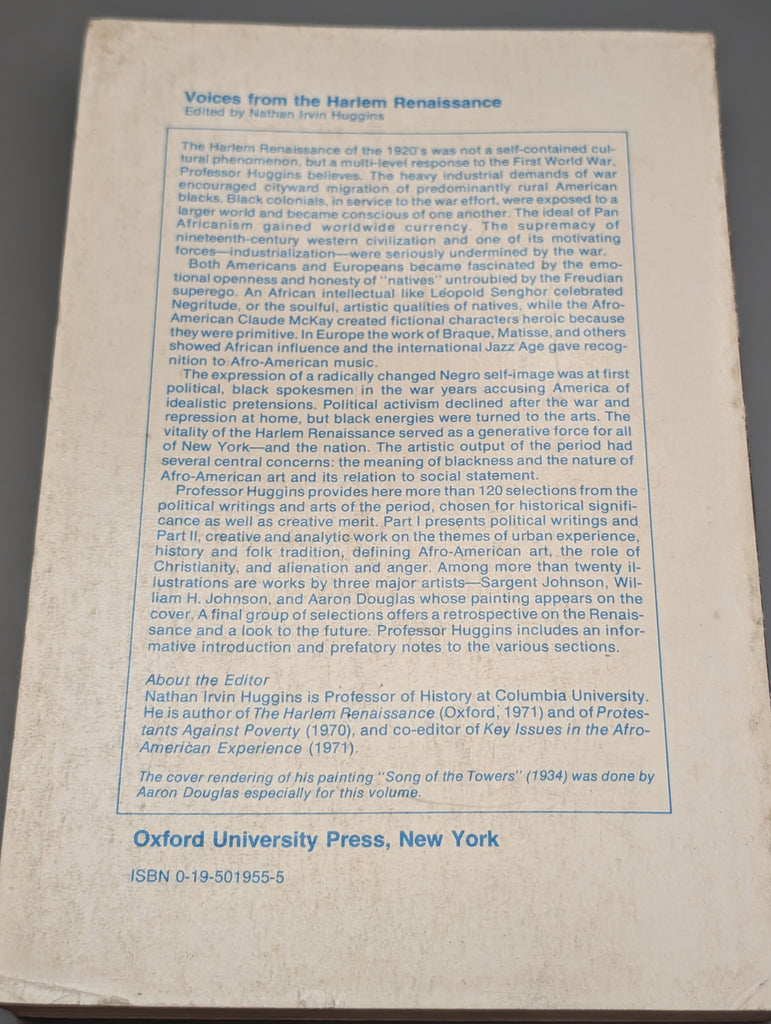 Voices from the Harlem Renaissance
Edited by Nathan Irvin Huggins
The Harlem Renaissance of the 1920's was not a self-contained cul-
tural phenomenon, but a multi-level response to the First World War,
Professor Huggins believes. The heavy industrial demands of war
encouraged cityward migration of predominantly rural American
blacks. Black colonials, in service to the war effort, were exposed to a
larger world and became conscious of one another. The ideal of Pan
Africanism gained worldwide currency. The supremacy of
nineteenth-century western civilization and one of its motivating
forces—industrialization—were seriously undermined by the war.
Both Americans and Europeans became fascinated by the emo-
tional openness and honesty of "natives" untroubled by the Freudian
superego. An African intellectual like Léopold Senghor celebrated
Negritude, or the soulful, artistic qualities of natives, while the Afro-
American Claude McKay created fictional characters heroic because
they were primitive. In Europe the work of Braque, Matisse, and others
showed African influence and the international Jazz Age gave recog-
nition to Afro-American music.
The expression of a radically changed Negro self-image was at first
political, black spokesmen in the war years accusing America of
idealistic pretensions. Political activism declined after the war and
repression at home, but black energies were turned to the arts. The
vitality of the Harlem Renaissance served as a generative force for all
of New York—and the nation. The artistic output of the period had
several central concerns: the meaning of blackness and the nature of
Afro-American art and its relation to social statement.
Professor Huggins provides here more than 120 selections from the
political writings and arts of the period, chosen for historical signifi-
cance as well as creative merit. Part I presents political writings and
Part II, creative and analytic work on the themes of urban experience,
history and folk tradition, defining Afro-American art, the role of
Christianity, and alienation and anger. Among more than twenty il-
lustrations are works by three major artists—Sargent Johnson, Wil-
liam H. Johnson, and Aaron Douglas whose painting appears on the
cover. A final group of selections offers a retrospective on the Renais-
sance and a look to the future. Professor Huggins includes an infor-
mative introduction and prefatory notes to the various sections.
About the Editor
Nathan Irvin Huggins is Professor of History at Columbia University.
He is author of The Harlem Renaissance (Oxford, 1971) and of Protes-
tants Against Poverty (1970), and co-editor of Key Issues in the Afro-
American Experience (1971).
The cover rendering of his painting "Song of the Towers" (1934) was done by
Aaron Douglas especially for this volume.
Oxford University Press, New York
ISBN 0-19-501955-5